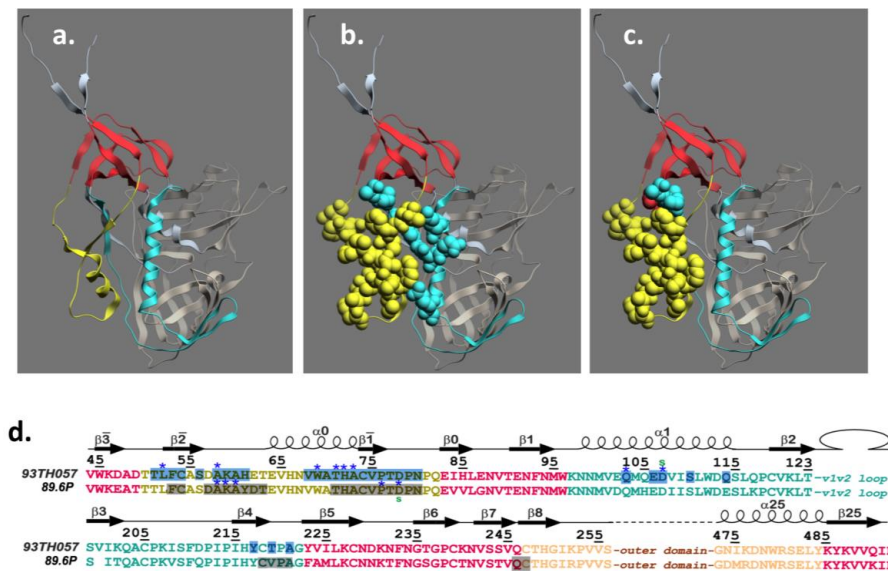 a.
b.
c.
d.
β3̄ β2̄ α0 β1̄ β0 β1 α1 β2
45 55 65 75 85 95 105 115 123
s
93TH057 VWKDADTTLFCASDAKAHETEVHNVWATHACVPTDPNPQEIHLENVTENFNMWKNNMVEQMQEDVISLWDQSLQPCVKLT-v1v2 loop
89.6P VWKEATTTLFCASDAKAYDTEVHNVWATHACVPTDPNPQEVVLGNVTENFNMWKNNMVDQMHEDIISLWDESLKPCVKLT-v1v2 loop
s
β3 β4 β5 β6 β7 β8 α25 β25
205 215 225 235 245 255 475 485
93TH057 SVIKQACPKISFDPIPIHYCTPAGYVILKCNDKNFNGTGPCKNVSSVQCTHGIKPVVS-outer domain-GNIKDNWRSELYKYKVVQI
89.6P S ITQACPKVSFQPIPIHYCVPAGFAMLKCNNKTFNGSGPCTNVSTVQCTHGIRPVVS-outer domain-GDMRDNWRSELYKYKVVKI